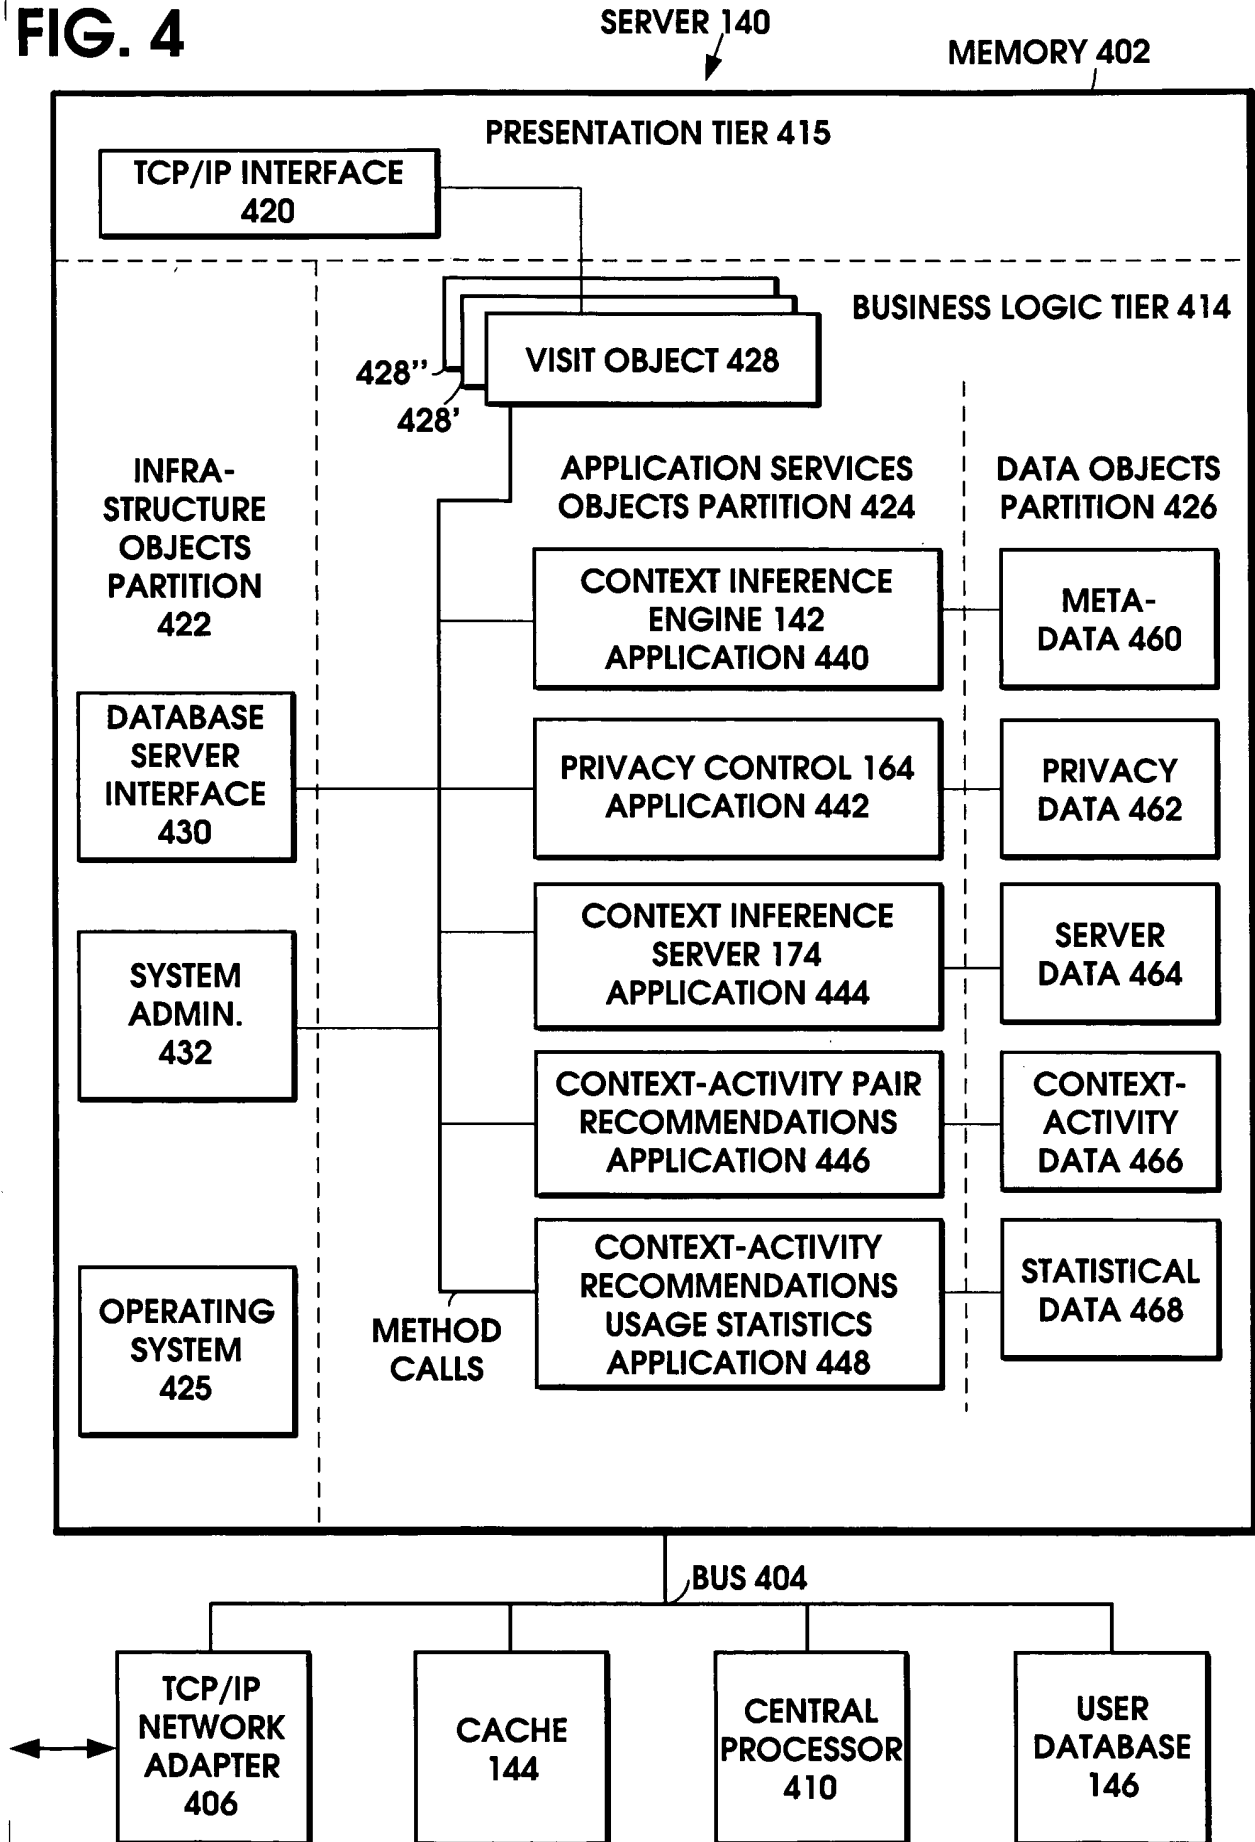 FIG. 4
SERVER 140
MEMORY 402
PRESENTATION TIER 415
TCP/IP INTERFACE
420
BUSINESS LOGIC TIER 414
VISIT OBJECT 428
428''
428'
INFRA-
STRUCTURE
OBJECTS
PARTITION
422
APPLICATION SERVICES
OBJECTS PARTITION 424
DATA OBJECTS
PARTITION 426
CONTEXT INFERENCE
ENGINE 142
APPLICATION 440
META-
DATA 460
DATABASE
SERVER
INTERFACE
430
PRIVACY CONTROL 164
APPLICATION 442
PRIVACY
DATA 462
SYSTEM
ADMIN.
432
CONTEXT INFERENCE
SERVER 174
APPLICATION 444
SERVER
DATA 464
CONTEXT-ACTIVITY PAIR
RECOMMENDATIONS
APPLICATION 446
CONTEXT-
ACTIVITY
DATA 466
OPERATING
SYSTEM
425
METHOD
CALLS
CONTEXT-ACTIVITY
RECOMMENDATIONS
USAGE STATISTICS
APPLICATION 448
STATISTICAL
DATA 468
BUS 404
TCP/IP
NETWORK
ADAPTER
406
CACHE
144
CENTRAL
PROCESSOR
410
USER
DATABASE
146